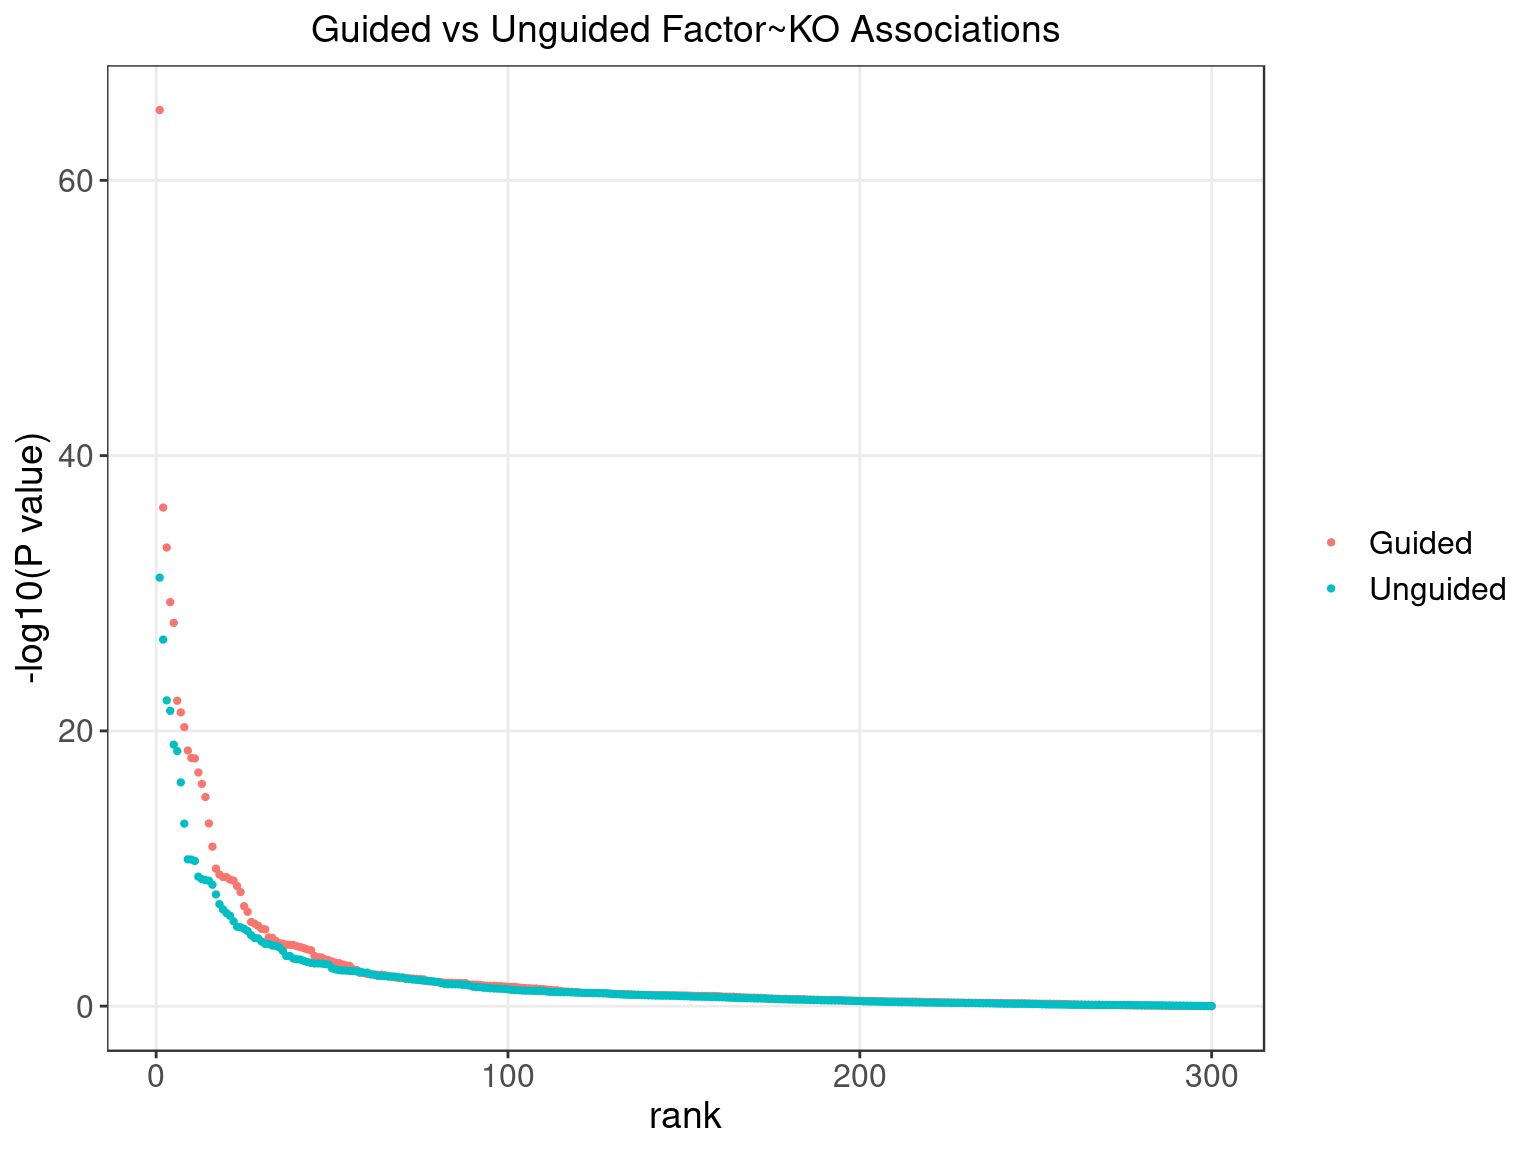 Guided vs Unguided Factor~KO Associations
-log10(P value)
60
40
20
0
0 100 200 300
rank
Guided
Unguided